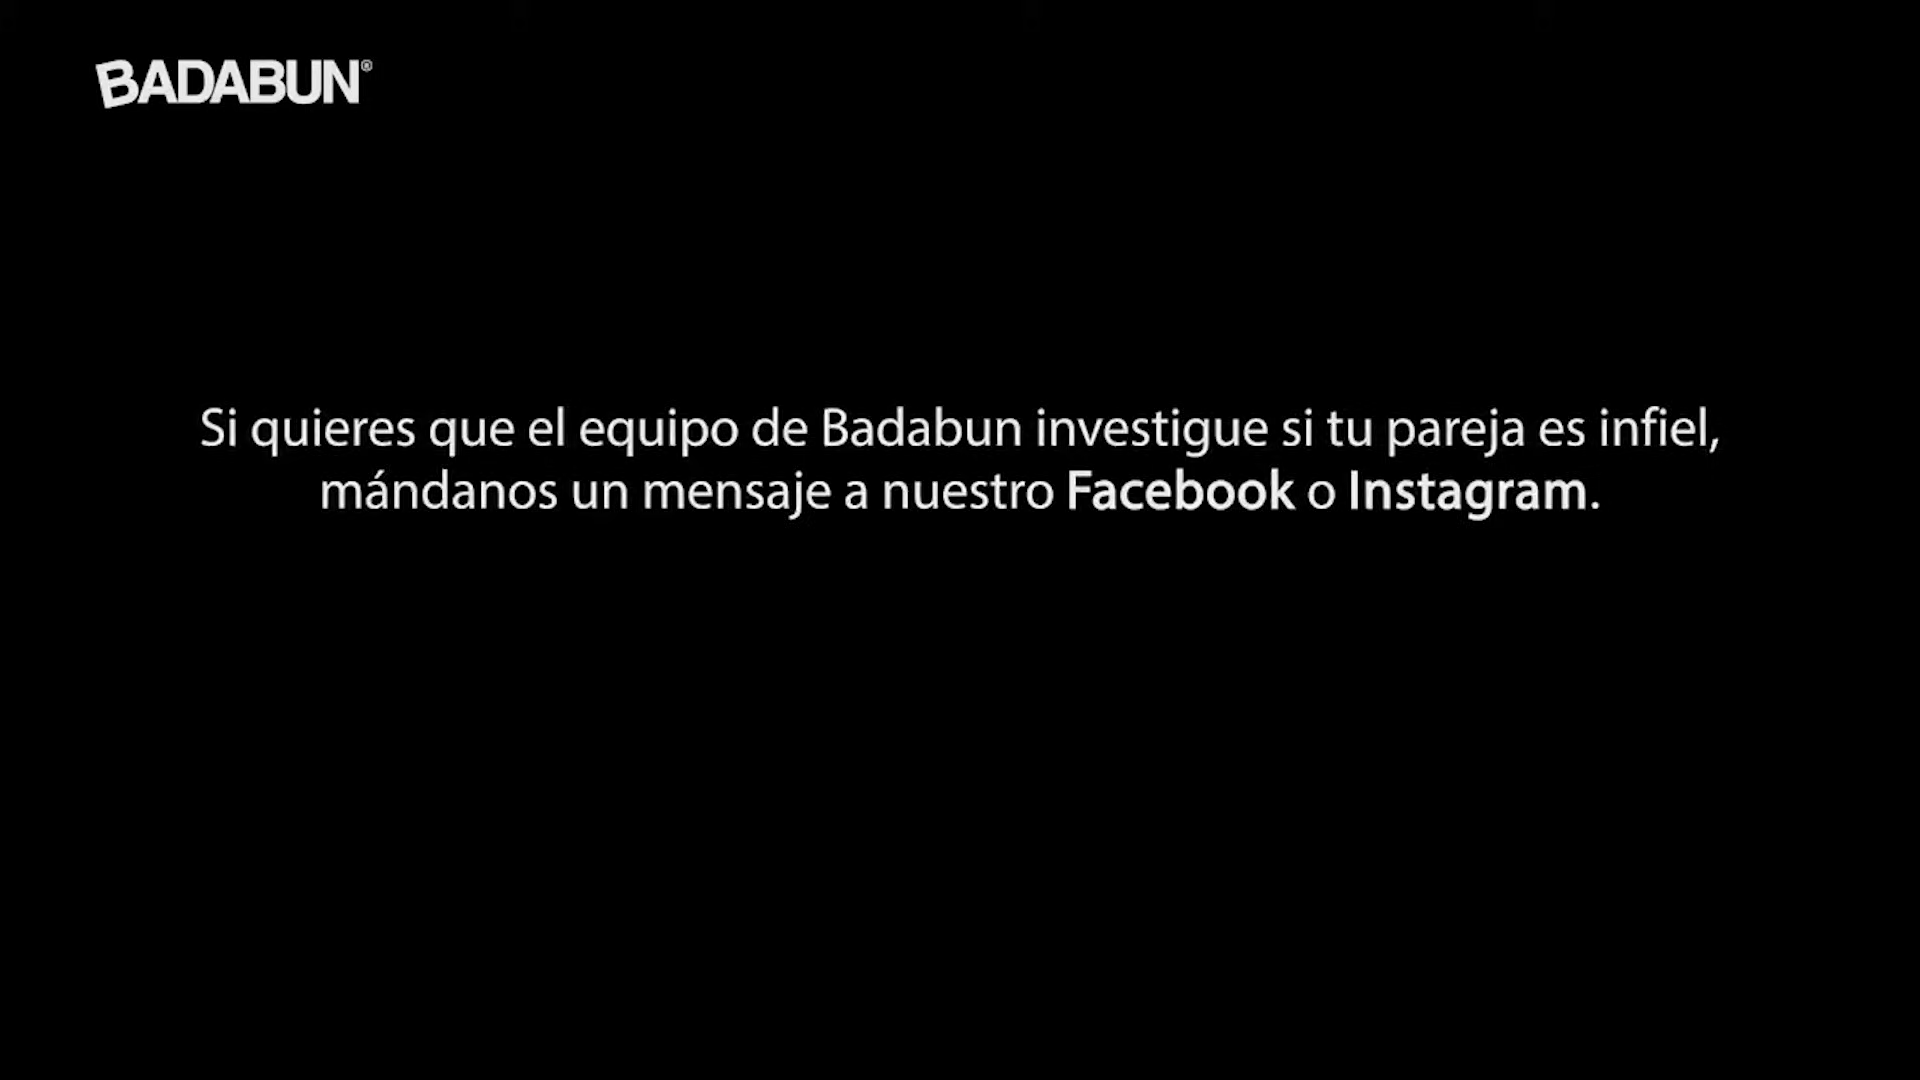 BADABUN®
Si quieres que el equipo de Badabun investigue si tu pareja es infiel,
mándanos un mensaje a nuestro Facebook o Instagram.